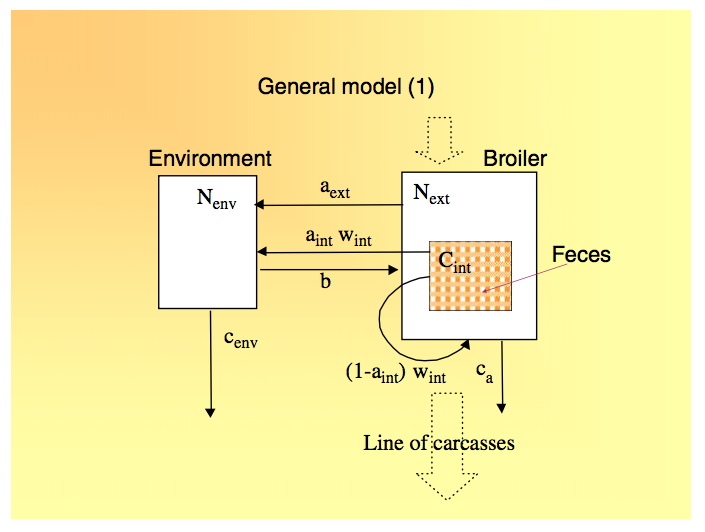 General model (1)
Environment
Broiler
N_env
a_ext
N_ext
a_int w_int
C_int
Feces
b
c_env
(1-a_int) w_int
c_a
Line of carcasses